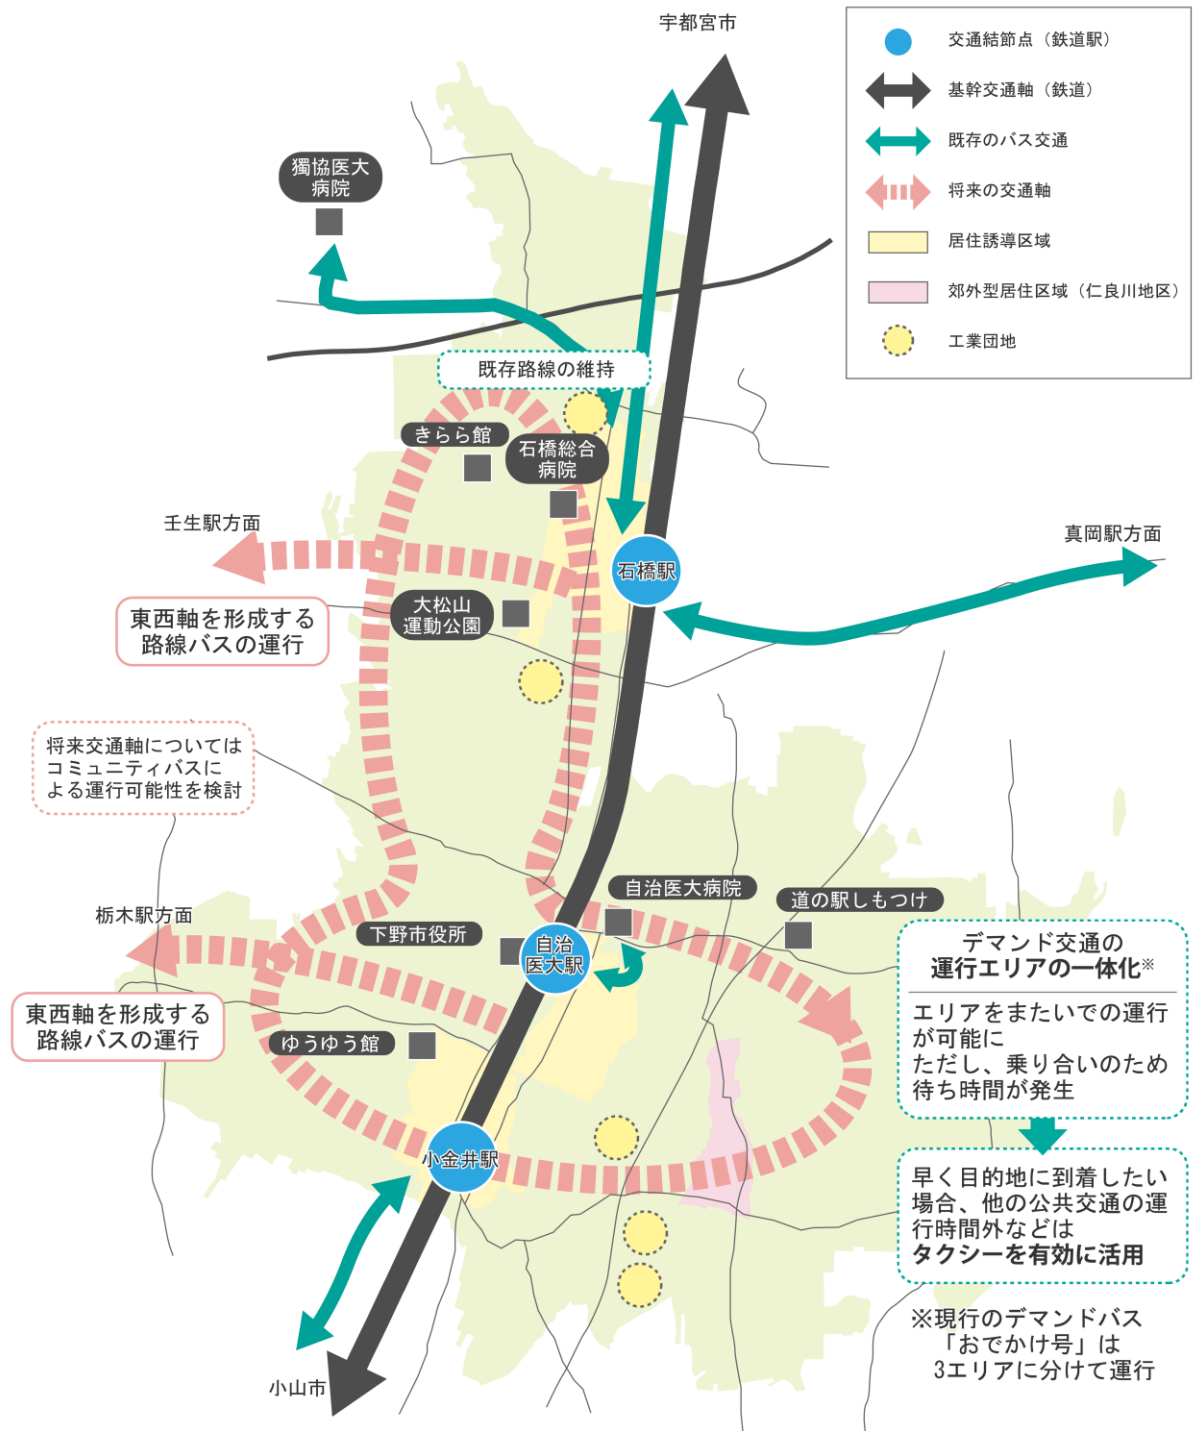 宇都宮市
交通結節点（鉄道駅）
基幹交通軸（鉄道）
既存のバス交通
将来の交通軸
居住誘導区域
郊外型居住区域（仁良川地区）
工業団地
獨協医大
病院
既存路線の維持
きらら館
石橋総合
病院
壬生駅方面
真岡駅方面
石橋駅
大松山
運動公園
東西軸を形成する
路線バスの運行
将来交通軸については
コミュニティバスに
よる運行可能性を検討
自治医大病院
道の駅しもつけ
栃木駅方面
下野市役所
自治
医大駅
デマンド交通の
運行エリアの一体化※
エリアをまたいでの運行
が可能に
ただし、乗り合いのため
待ち時間が発生
東西軸を形成する
路線バスの運行
ゆうゆう館
小金井駅
早く目的地に到着したい
場合、他の公共交通の運
行時間外などは
タクシーを有効に活用
※現行のデマンドバス
「おでかけ号」は
3エリアに分けて運行
小山市